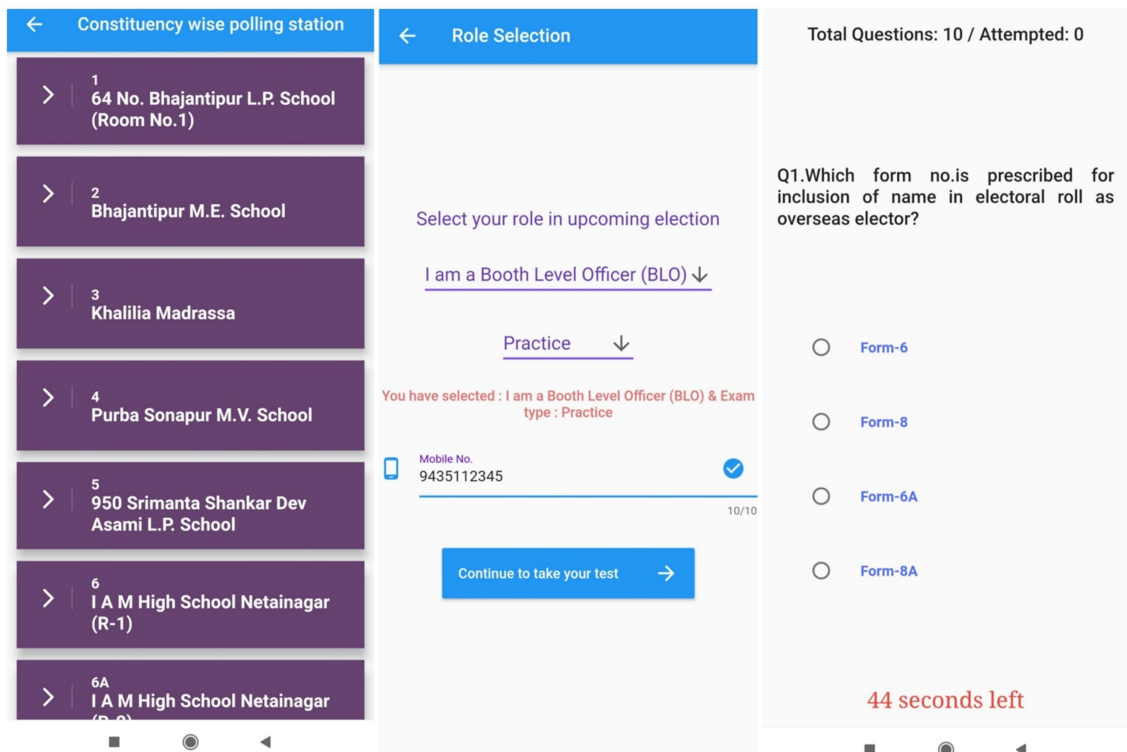 Constituency wise polling station
1
64 No. Bhajantipur L.P. School
(Room No.1)
2
Bhajantipur M.E. School
3
Khalilia Madrassa
4
Purba Sonapur M.V. School
5
950 Srimanta Shankar Dev
Asami L.P. School
6
I A M High School Netainagar
(R-1)
6A
I A M High School Netainagar
Role Selection
Select your role in upcoming election
I am a Booth Level Officer (BLO)
Practice
You have selected : I am a Booth Level Officer (BLO) & Exam
type : Practice
Mobile No.
9435112345
10/10
Continue to take your test
Total Questions: 10 / Attempted: 0
Q1.Which form no.is prescribed for
inclusion of name in electoral roll as
overseas elector?
Form-6
Form-8
Form-6A
Form-8A
44 seconds left